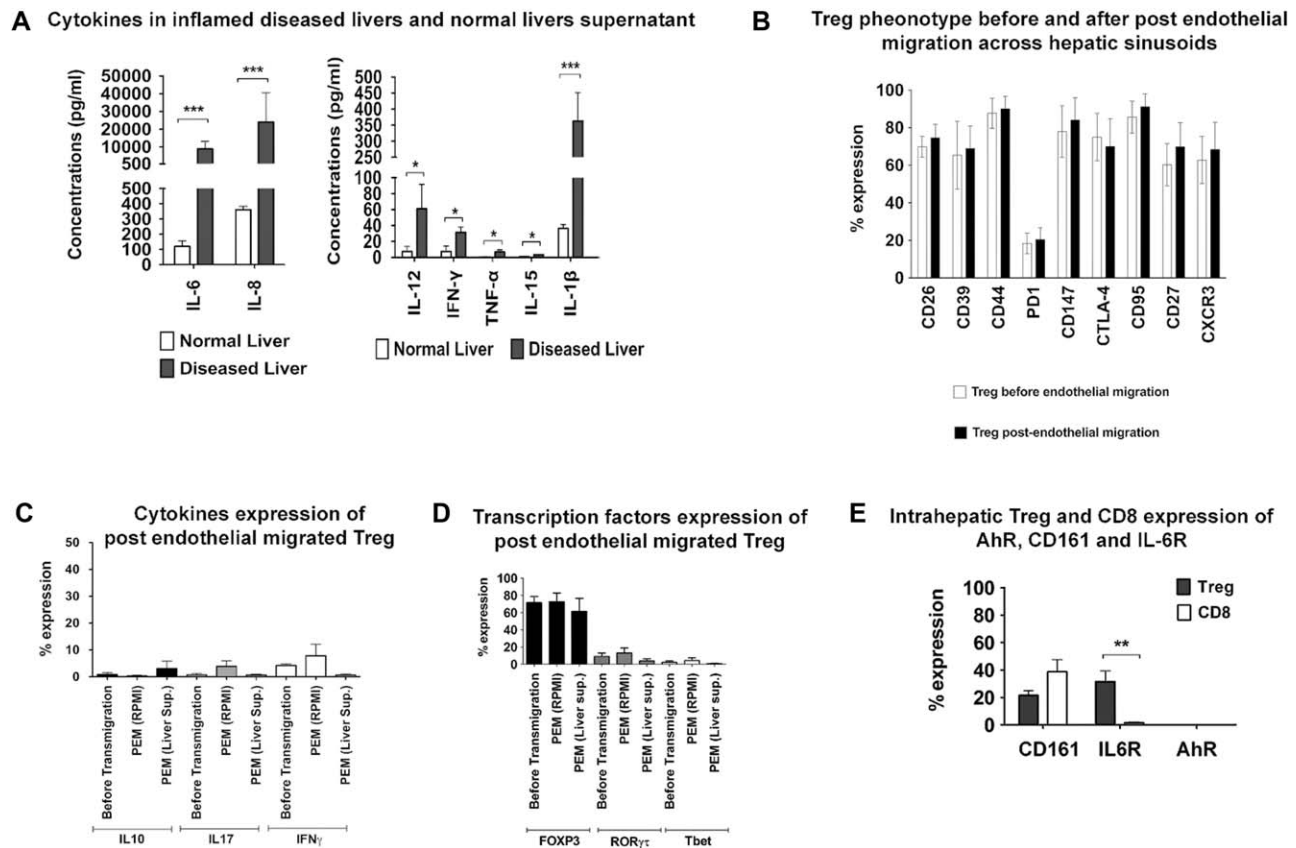 A Cytokines in inflamed diseased livers and normal livers supernatant
Concentrations (pg/ml)
50000
40000
30000
20000
10000
500
500
400
300
200
100
0
***
***
IL-6
IL-8
Normal Liver
Diseased Liver
Concentrations (pg/ml)
500
450
400
350
300
250
200
150
100
80
60
40
20
0
*
*
*
*
***
IL-12
IFN-γ
TNF-α
IL-15
IL-1β
Normal Liver Diseased Liver
B Treg pheonotype before and after post endothelial
migration across hepatic sinusoids
% expression
100
80
60
40
20
0
CD26
CD39
CD44
PD1
CD147
CTLA-4
CD95
CD27
CXCR3
Treg before endothelial migration
Treg post-endothelial migration
C Cytokines expression of
post endothelial migrated Treg
% expression
50
40
30
20
10
0
Before Transmigration
PEM (RPMI)
PEM (Liver Sup.)
Before Transmigration
PEM (RPMI)
PEM (Liver Sup.)
Before Transmigration
PEM (RPMI)
PEM (Liver Sup.)
IL10 IL17 IFNγ
D Transcription factors expression of
post endothelial migrated Treg
% expression
100
80
60
40
20
0
Before Transmigration
PEM (RPMI)
PEM (Liver Sup.)
Before Transmigration
PEM (RPMI)
PEM (Liver Sup.)
Before Transmigration
PEM (RPMI)
PEM (Liver Sup.)
FOXP3 RORγτ Tbet
E Intrahepatic Treg and CD8 expression of
AhR, CD161 and IL-6R
% expression
100
80
60
40
20
0
Treg
CD8
**
CD161 IL6R AhR